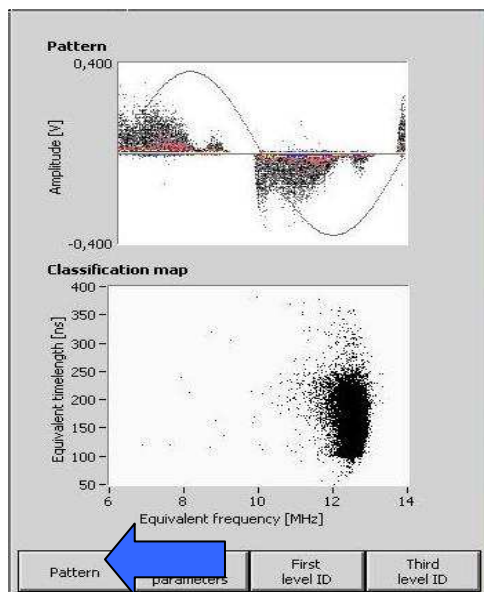 Pattern
0,400
Amplitude [V]
-0,400
Classification map
400
350
300
250
200
150
100
50
Equivalent timelength [ns]
6 8 10 12 14
Equivalent frequency [MHz]
Pattern
parameters
First
level ID
Third
level ID